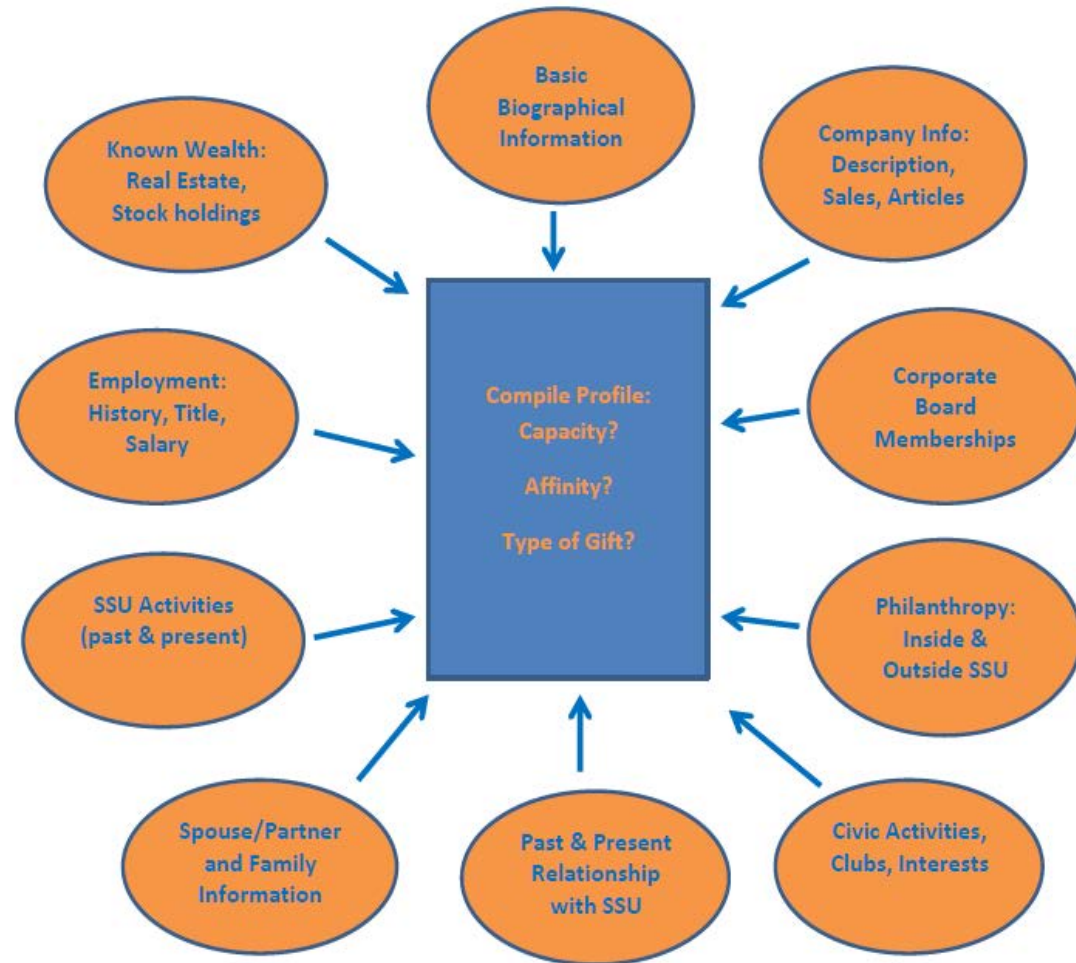 Basic
Biographical
Information
Known Wealth:
Real Estate,
Stock holdings
Company Info:
Description,
Sales, Articles
Employment:
History, Title,
Salary
Compile Profile:
Capacity?
Affinity?
Type of Gift?
Corporate
Board
Memberships
SSU Activities
(past & present)
Philanthropy:
Inside &
Outside SSU
Spouse/Partner
and Family
Information
Past & Present
Relationship
with SSU
Civic Activities,
Clubs, Interests